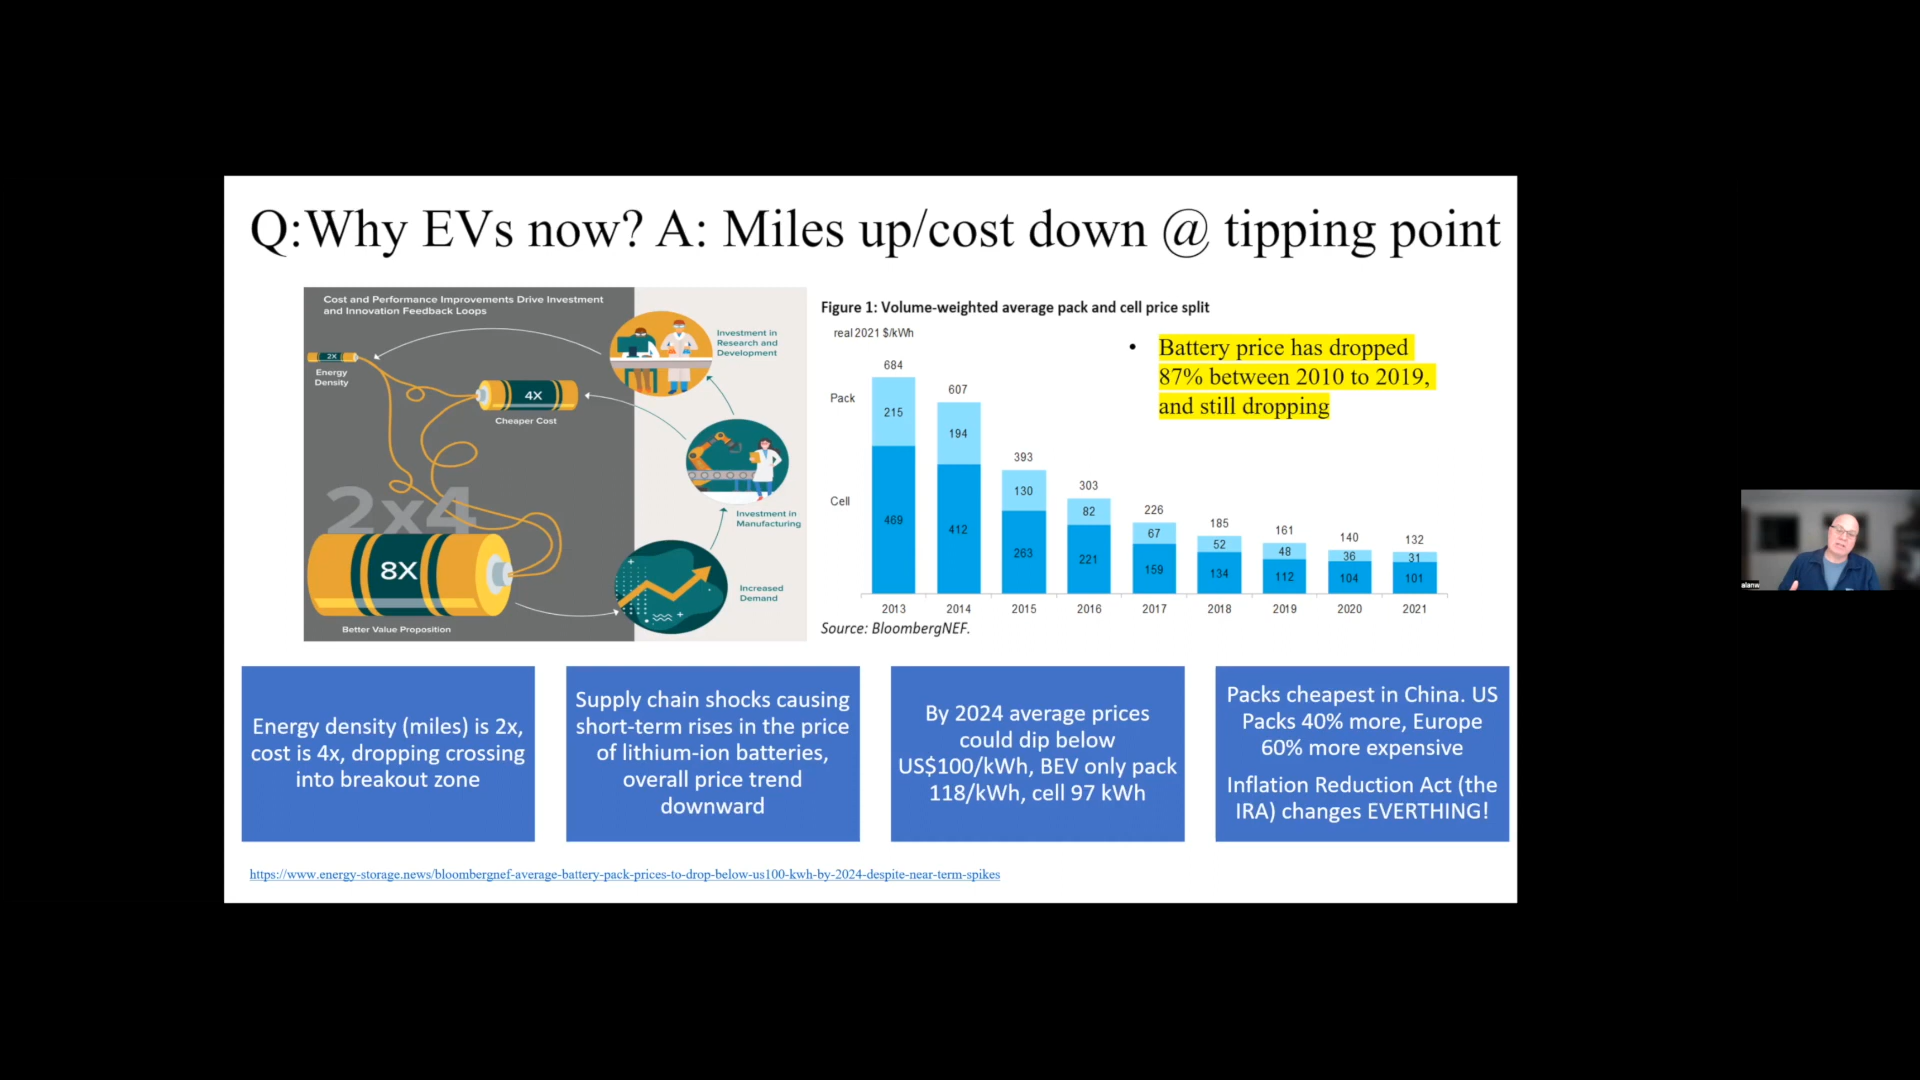 Q:Why EVs now? A: Miles up/cost down @ tipping point
Cost and Performance Improvements Drive Investment
and Innovation Feedback Loops
2X
Energy
Density
4X
Cheaper Cost
2x4
8X
Better Value Proposition
Investment in
Research and
Development
Investment in
Manufacturing
Increased
Demand
Figure 1: Volume-weighted average pack and cell price split
real 2021 $/kWh
Pack
Cell
684
215
469
607
194
412
393
130
263
303
82
221
226
67
159
185
52
134
161
48
112
140
36
104
132
31
101
2013 2014 2015 2016 2017 2018 2019 2020 2021
Source: BloombergNEF.
• Battery price has dropped
87% between 2010 to 2019,
and still dropping
Energy density (miles) is 2x,
cost is 4x, dropping crossing
into breakout zone
Supply chain shocks causing
short-term rises in the price
of lithium-ion batteries,
overall price trend
downward
By 2024 average prices
could dip below
US$100/kWh, BEV only pack
118/kWh, cell 97 kWh
Packs cheapest in China. US
Packs 40% more, Europe
60% more expensive
Inflation Reduction Act (the
IRA) changes EVERTHING!
https://www.energy-storage.news/bloombergnef-average-battery-pack-prices-to-drop-below-us100-kwh-by-2024-despite-near-term-spikes
alanw